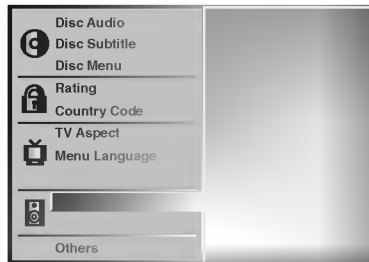 Disc Audio
Disc Subtitle
Disc Menu
Rating
Country Code
TV Aspect
Menu Language
Others